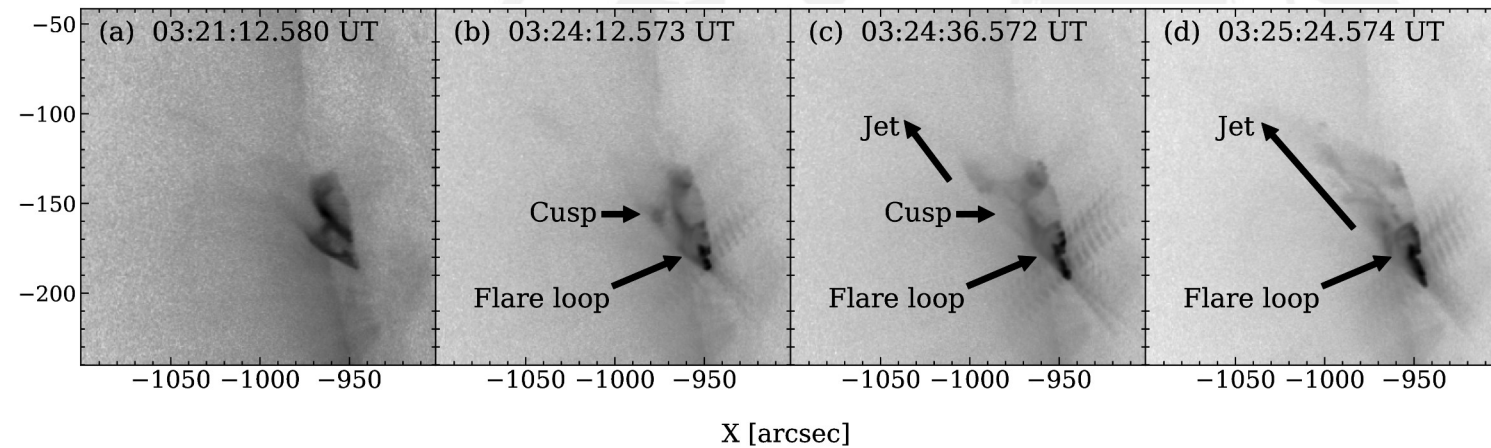 (a) 03:21:12.580 UT
(b) 03:24:12.573 UT
(c) 03:24:36.572 UT
(d) 03:25:24.574 UT
−50
−100
−150
−200
Cusp
Flare loop
Jet
Cusp
Flare loop
Jet
Flare loop
−1050 −1000 −950
−1050 −1000 −950
−1050 −1000 −950
−1050 −1000 −950
X [arcsec]